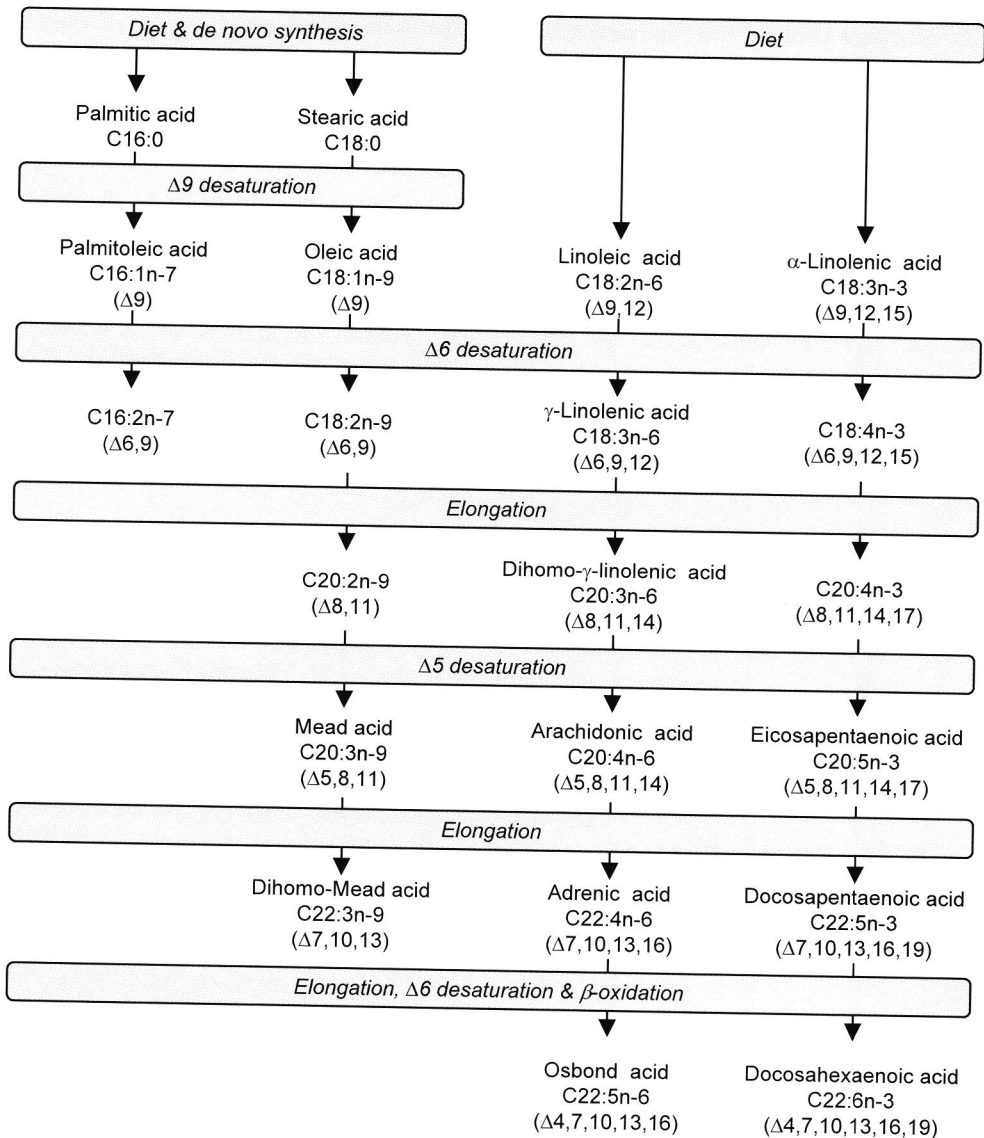 Diet & de novo synthesis
Diet
Palmitic acid
C16:0
Stearic acid
C18:0
Δ9 desaturation
Palmitoleic acid
C16:1n-7
(Δ9)
Oleic acid
C18:1n-9
(Δ9)
Linoleic acid
C18:2n-6
(Δ9,12)
α-Linolenic acid
C18:3n-3
(Δ9,12,15)
Δ6 desaturation
C16:2n-7
(Δ6,9)
C18:2n-9
(Δ6,9)
γ-Linolenic acid
C18:3n-6
(Δ6,9,12)
C18:4n-3
(Δ6,9,12,15)
Elongation
C20:2n-9
(Δ8,11)
Dihomo-γ-linolenic acid
C20:3n-6
(Δ8,11,14)
C20:4n-3
(Δ8,11,14,17)
Δ5 desaturation
Mead acid
C20:3n-9
(Δ5,8,11)
Arachidonic acid
C20:4n-6
(Δ5,8,11,14)
Eicosapentaenoic acid
C20:5n-3
(Δ5,8,11,14,17)
Elongation
Dihomo-Mead acid
C22:3n-9
(Δ7,10,13)
Adrenic acid
C22:4n-6
(Δ7,10,13,16)
Docosapentaenoic acid
C22:5n-3
(Δ7,10,13,16,19)
Elongation, Δ6 desaturation & β-oxidation
Osbond acid
C22:5n-6
(Δ4,7,10,13,16)
Docosahexaenoic acid
C22:6n-3
(Δ4,7,10,13,16,19)